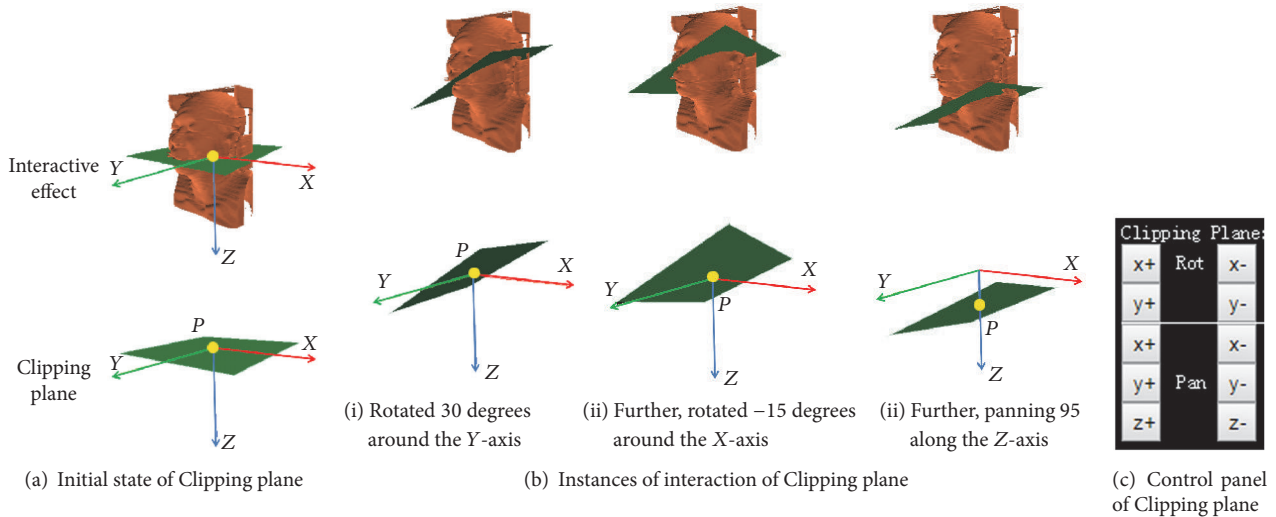 Interactive
effect
Y
X
Z
Clipping
plane
P
Y
X
Z
(a) Initial state of Clipping plane
P
Y
X
Z
(i) Rotated 30 degrees
around the Y-axis
Y
X
P
Z
(ii) Further, rotated −15 degrees
around the X-axis
Y
X
P
Z
(ii) Further, panning 95
along the Z-axis
(b) Instances of interaction of Clipping plane
Clipping Plane:
x+ Rot x-
y+ y-
x+ x-
y+ Pan y-
z+ z-
(c) Control panel
of Clipping plane